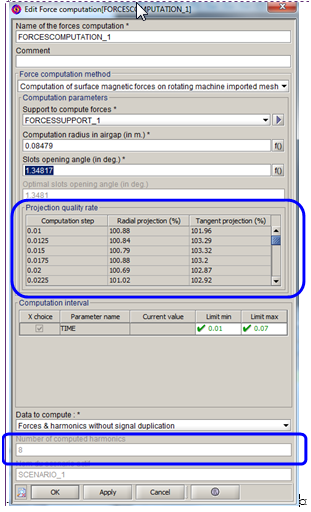 Edit Force computation[FORCESCOMPUTATION_1]
Name of the forces computation *
FORCESCOMPUTATION_1
Comment
Force computation method
Computation of surface magnetic forces on rotating machine imported mesh
Computation parameters
Support to compute forces *
FORCESSUPPORT_1
Computation radius in airgap (in m.) *
0.08479
f()
Slots opening angle (in deg.) *
1.34817
f()
Optimal slots opening angle (in deg.)
1.3481
Projection quality rate
Computation step Radial projection (%) Tangent projection (%)
0.01 100.88 101.96
0.0125 100.84 103.29
0.015 100.79 103.32
0.0175 100.88 103.2
0.02 100.69 102.87
0.0225 101.02 102.92
Computation interval
X choice Parameter name Current value Limit min Limit max
TIME 0.01 0.07
Data to compute : *
Forces & harmonics without signal duplication
Number of computed harmonics
8
SCENARIO_1
OK Apply Cancel